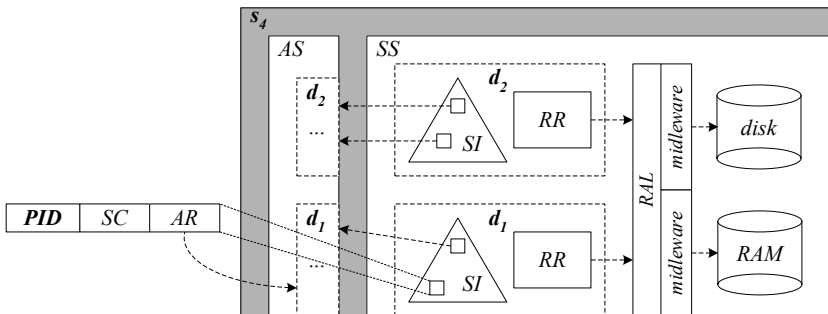 s4
AS
SS
d2
...
d2
SI
RR
RAL
midleware
disk
PID SC AR
d1
...
d1
SI
RR
midleware
RAM